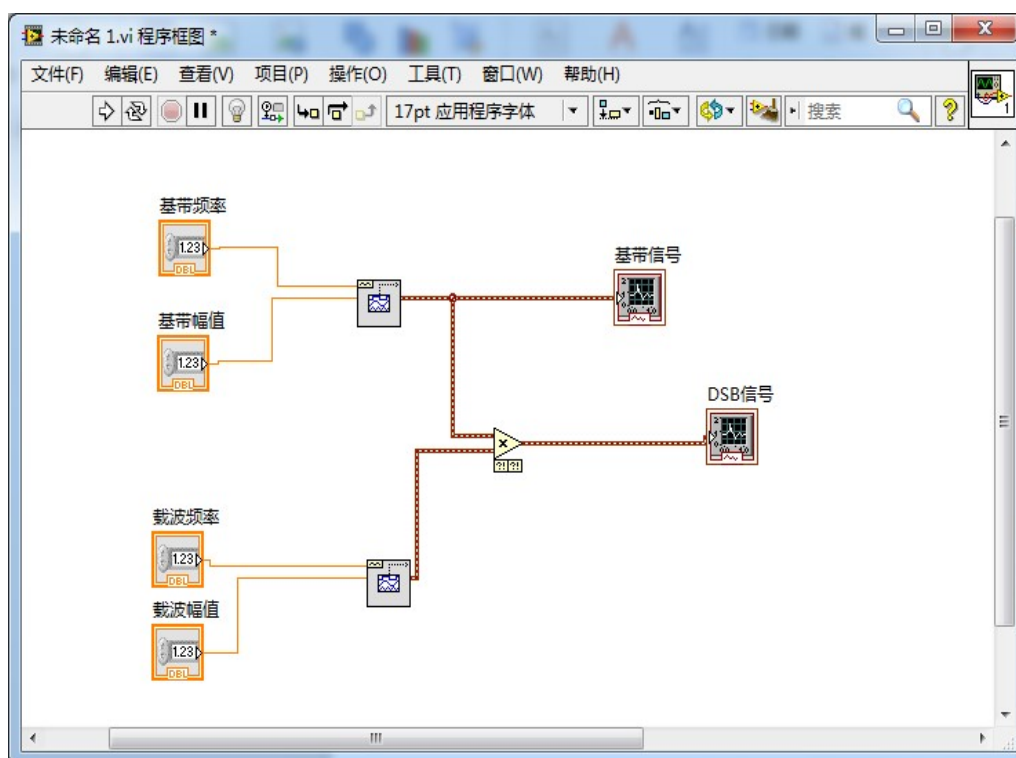 未命名 1.vi 程序框图 *
文件(F) 编辑(E) 查看(V) 项目(P) 操作(O) 工具(T) 窗口(W) 帮助(H)
17pt 应用程序字体 搜索 ?
1
基带频率
1.23
DBL
基带信号
基带幅值
1.23
DBL
DSB信号
载波频率
1.23
DBL
载波幅值
1.23
DBL